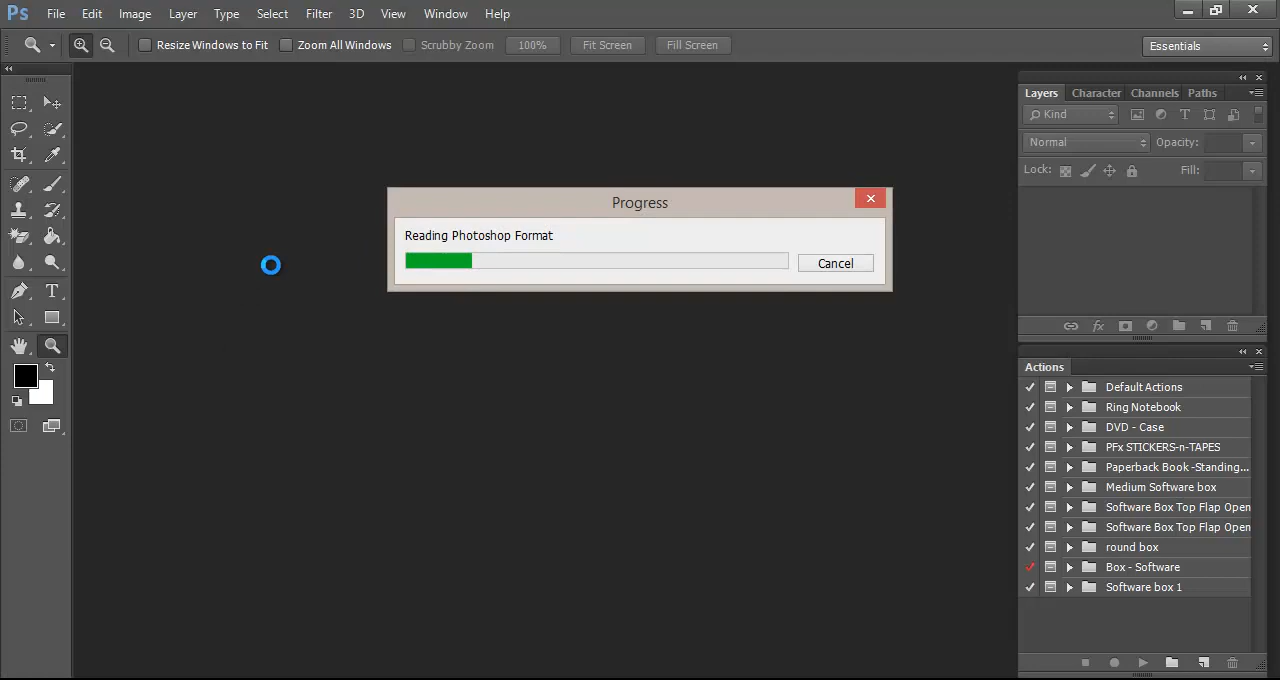 Ps File Edit Image Layer Type Select Filter 3D View Window Help
Resize Windows to Fit Zoom All Windows Scrubby Zoom 100% Fit Screen Fill Screen Essentials
Layers Character Channels Paths
Kind T
Normal Opacity:
Lock: Fill:
Progress
Reading Photoshop Format
Cancel
T
fx
Actions
Default Actions
Ring Notebook
DVD - Case
PFx STICKERS-n-TAPES
Paperback Book -Standing...
Medium Software box
Software Box Top Flap Open
Software Box Top Flap Open
round box
Box - Software
Software box 1